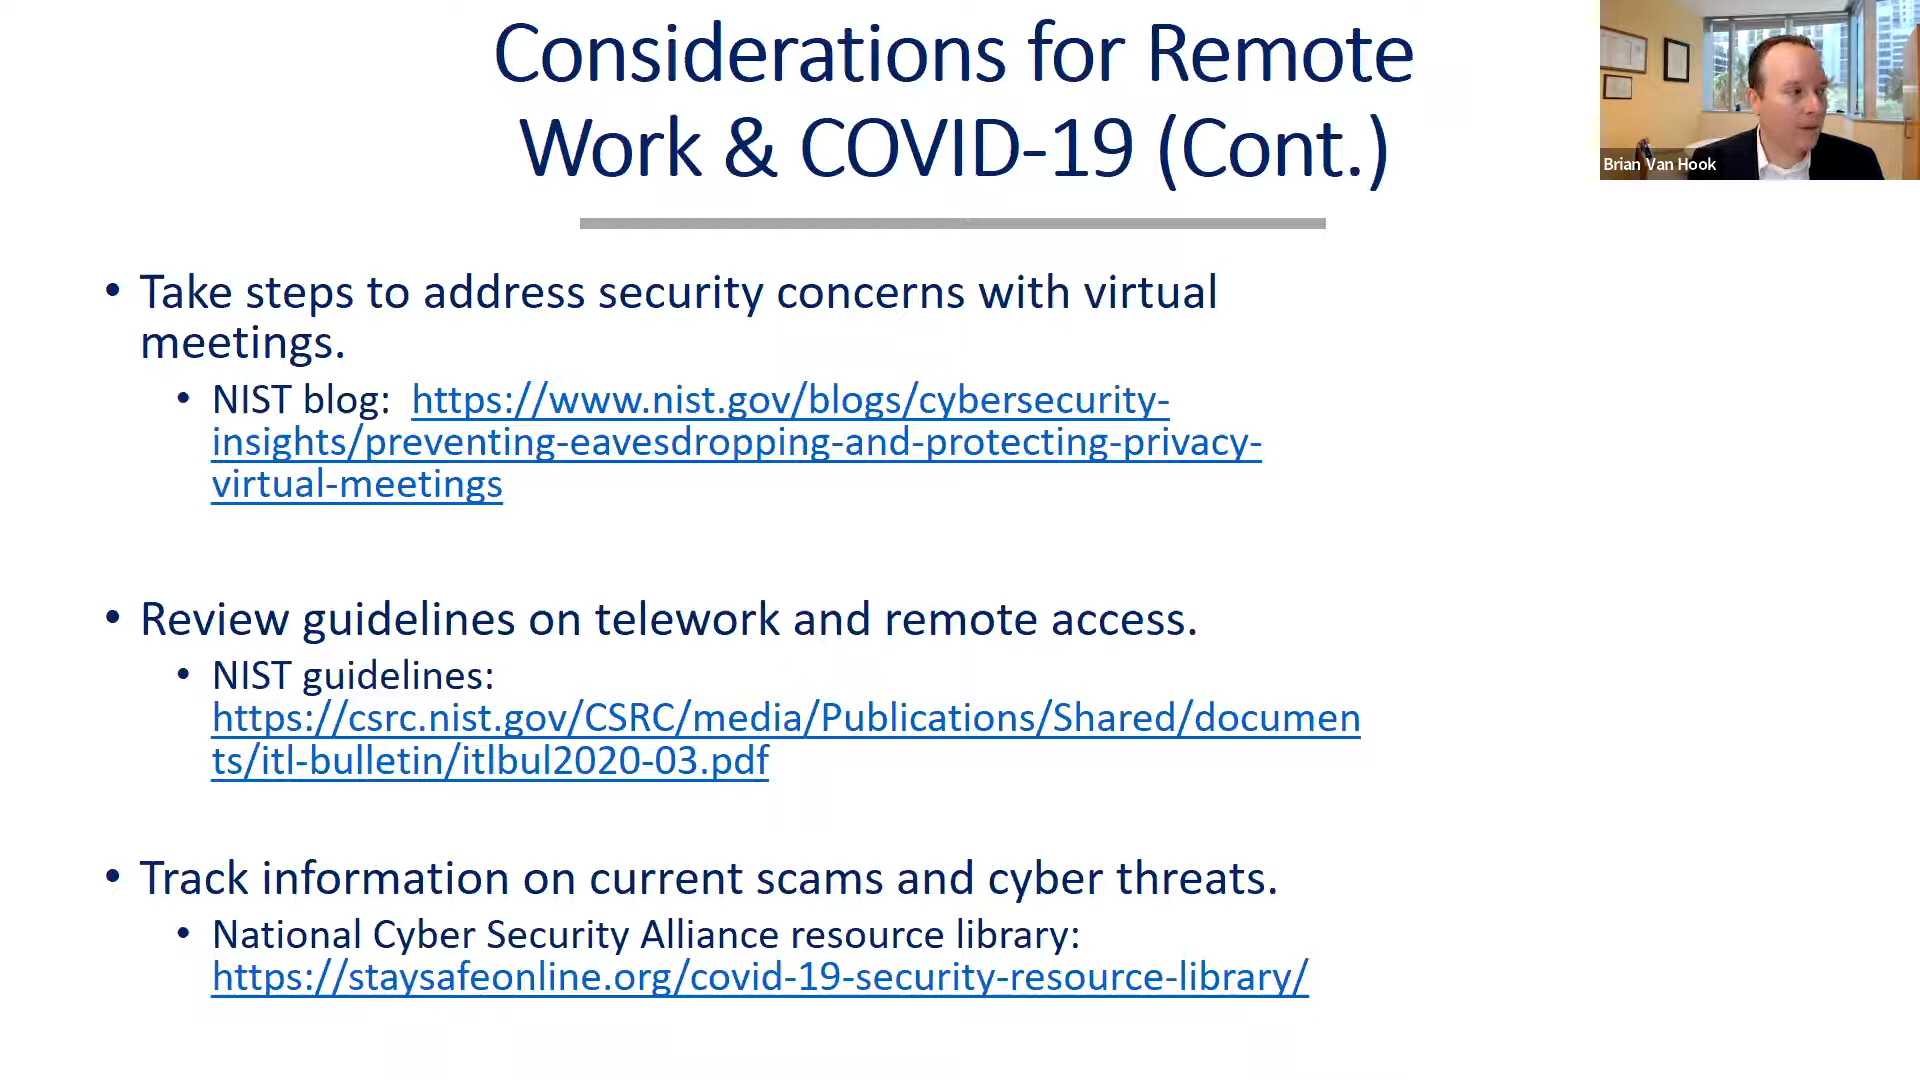 Considerations for Remote
Work & COVID-19 (Cont.)
Brian Van Hook
• Take steps to address security concerns with virtual
meetings.
• NIST blog: https://www.nist.gov/blogs/cybersecurity-
insights/preventing-eavesdropping-and-protecting-privacy-
virtual-meetings
• Review guidelines on telework and remote access.
• NIST guidelines:
https://csrc.nist.gov/CSRC/media/Publications/Shared/documen
ts/itl-bulletin/itlbul2020-03.pdf
• Track information on current scams and cyber threats.
• National Cyber Security Alliance resource library:
https://staysafeonline.org/covid-19-security-resource-library/